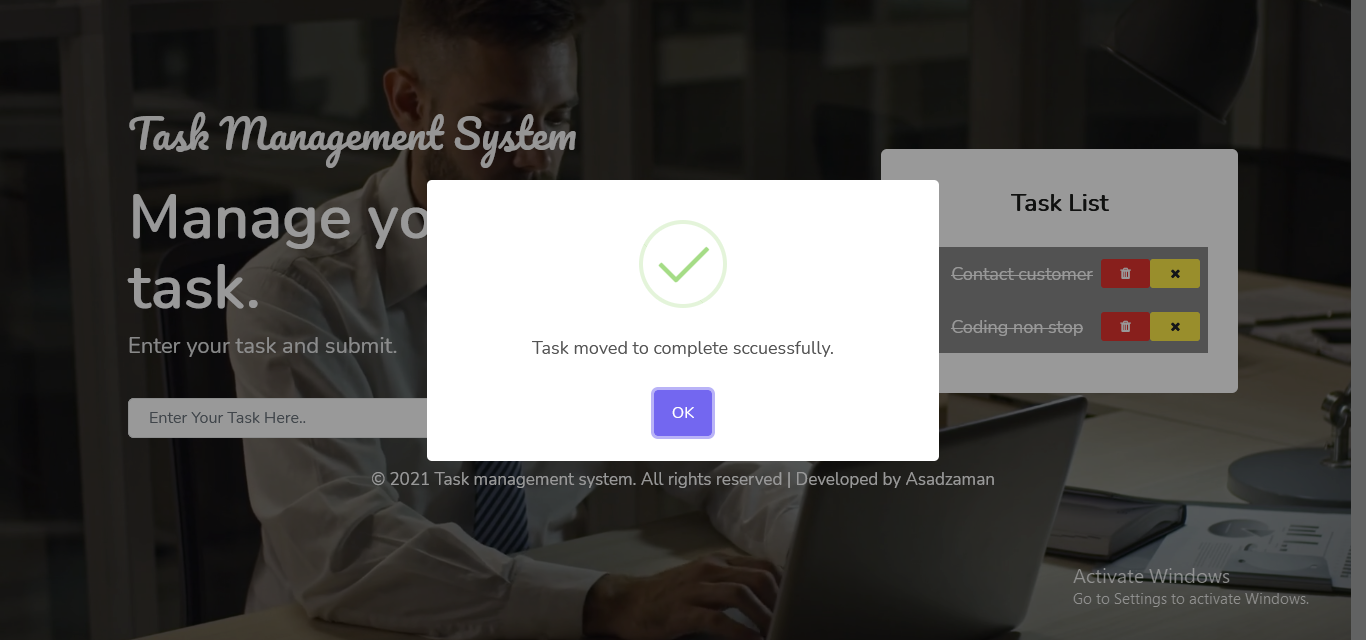 Task Management System
Manage yo
task.
Enter your task and submit.
Enter Your Task Here..
Task moved to complete sccuessfully.
OK
Task List
Contact customer
Coding non stop
© 2021 Task management system. All rights reserved | Developed by Asadzaman
Activate Windows
Go to Settings to activate Windows.